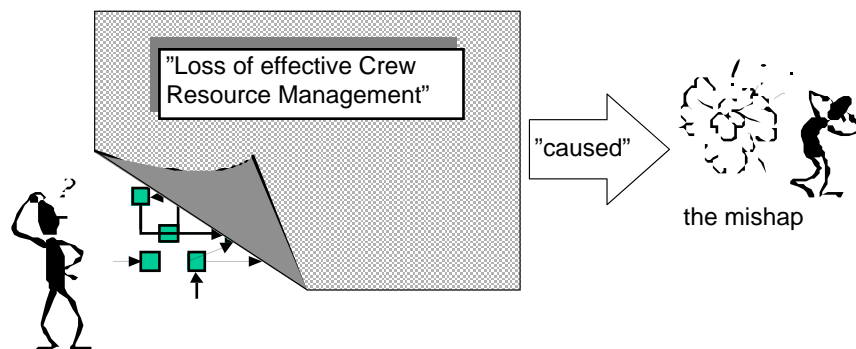 ”Loss of effective Crew
Resource Management”
”caused”
?
the mishap